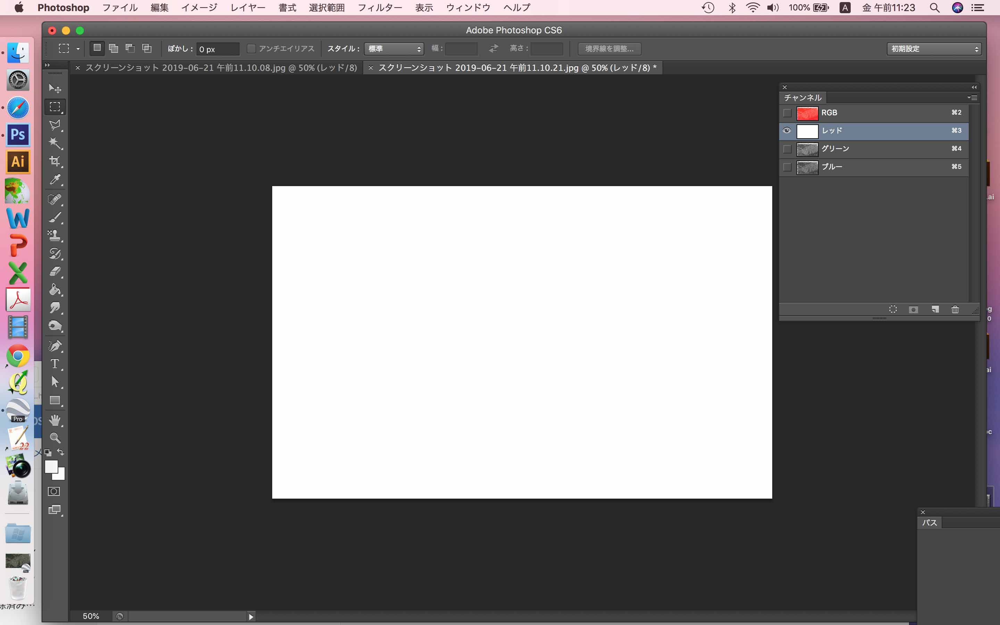 Photoshop ファイル 編集 イメージ レイヤー 書式 選択範囲 フィルター 表示 ウィンドウ ヘルプ 100% A 金 午前11:23
Adobe Photoshop CS6
ぼかし : 0 px アンチエイリアス スタイル : 標準 幅 : 高さ : 境界線を調整... 初期設定
× スクリーンショット 2019-06-21 午前11.10.08.jpg @ 50% (レッド/8) × スクリーンショット 2019-06-21 午前11.10.21.jpg @ 50% (レッド/8) *
チャンネル
RGB ⌘2
レッド ⌘3
グリーン ⌘4
ブルー ⌘5
Ps
Ai
.ai
T
ai
Pro
22
パス
50%